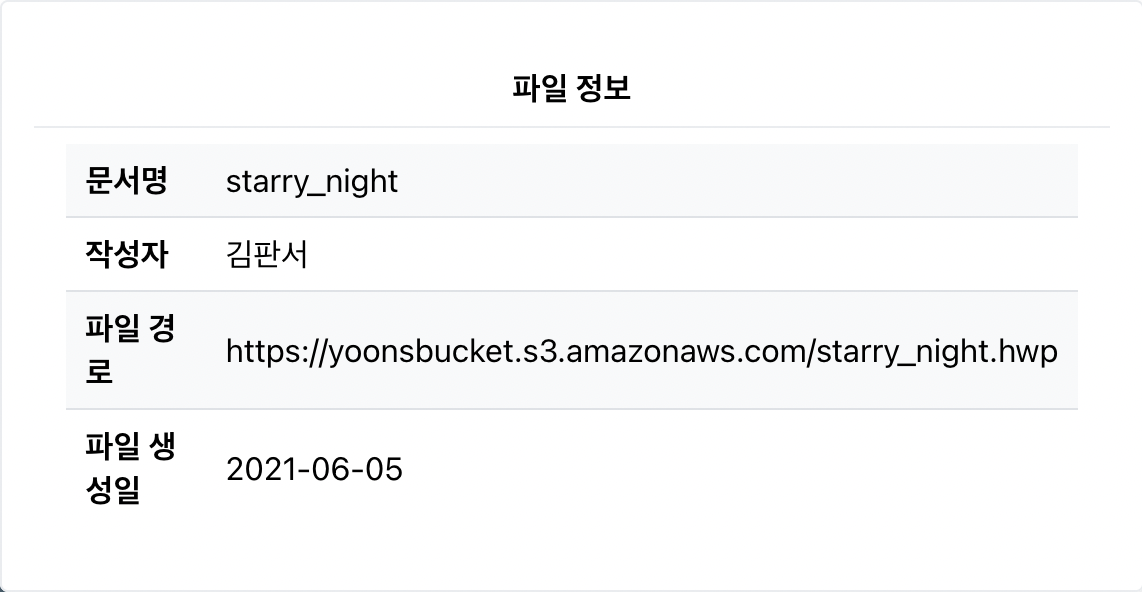 파일 정보
문서명 starry_night
작성자 김판서
파일 경
로
https://yoonsbucket.s3.amazonaws.com/starry_night.hwp
파일 생
성일
2021-06-05